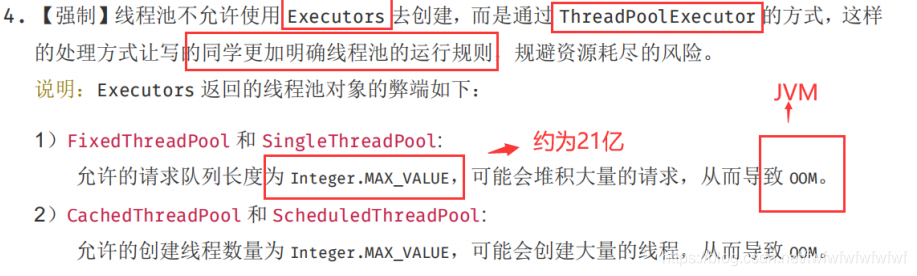 4. 【强制】线程池不允许使用 Executors 去创建，而是通过 ThreadPoolExecutor 的方式，这样
的处理方式让写的同学更加明确线程池的运行规则，规避资源耗尽的风险。
说明：Executors 返回的线程池对象的弊端如下：
JVM
1）FixedThreadPool 和 SingleThreadPool:
约为21亿
允许的请求队列长度为 Integer.MAX_VALUE，可能会堆积大量的请求，从而导致 OOM。
2）CachedThreadPool 和 ScheduledThreadPool:
允许的创建线程数量为 Integer.MAX_VALUE，可能会创建大量的线程，从而导致 OOM。